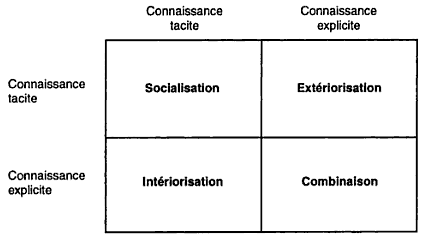 Connaissance
tacite
Connaissance
explicite
Connaissance
tacite
Socialisation
Extériorisation
Connaissance
explicite
Intériorisation
Combinaison